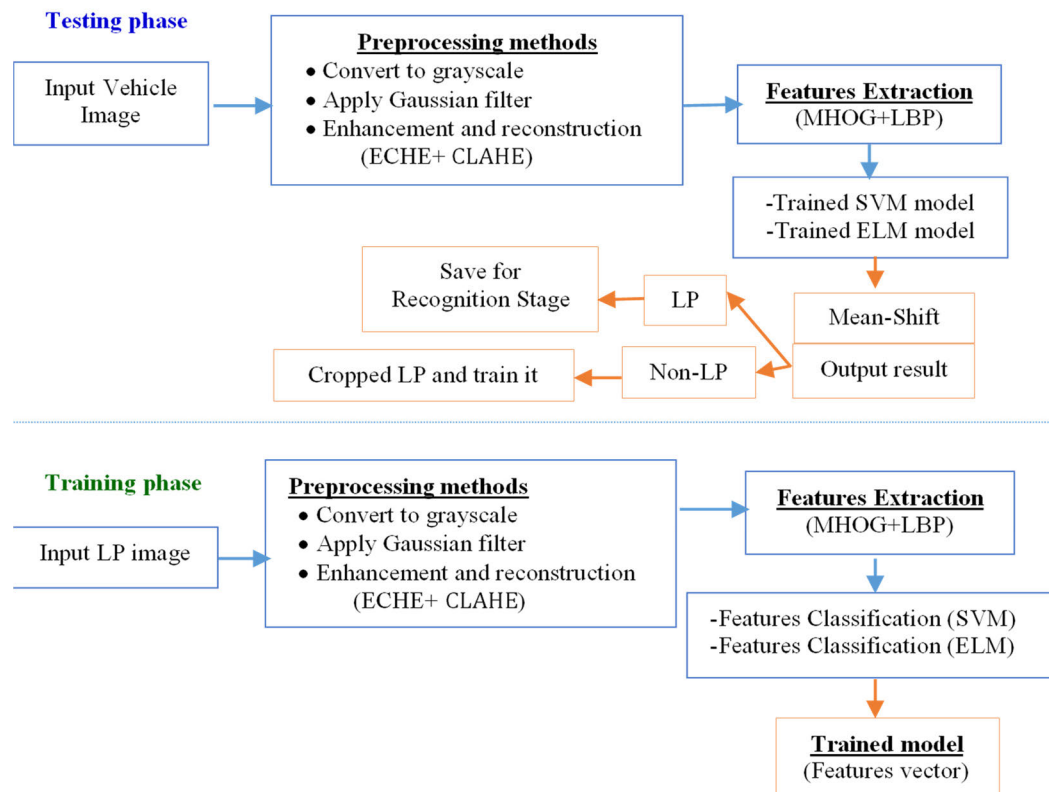 Testing phase
Input Vehicle
Image
Preprocessing methods
• Convert to grayscale
• Apply Gaussian filter
• Enhancement and reconstruction
(ECHE+ CLAHE)
Features Extraction
(MHOG+LBP)
-Trained SVM model
-Trained ELM model
Mean-Shift
Output result
LP
Save for
Recognition Stage
Non-LP
Cropped LP and train it
Training phase
Input LP image
Preprocessing methods
• Convert to grayscale
• Apply Gaussian filter
• Enhancement and reconstruction
(ECHE+ CLAHE)
Features Extraction
(MHOG+LBP)
-Features Classification (SVM)
-Features Classification (ELM)
Trained model
(Features vector)